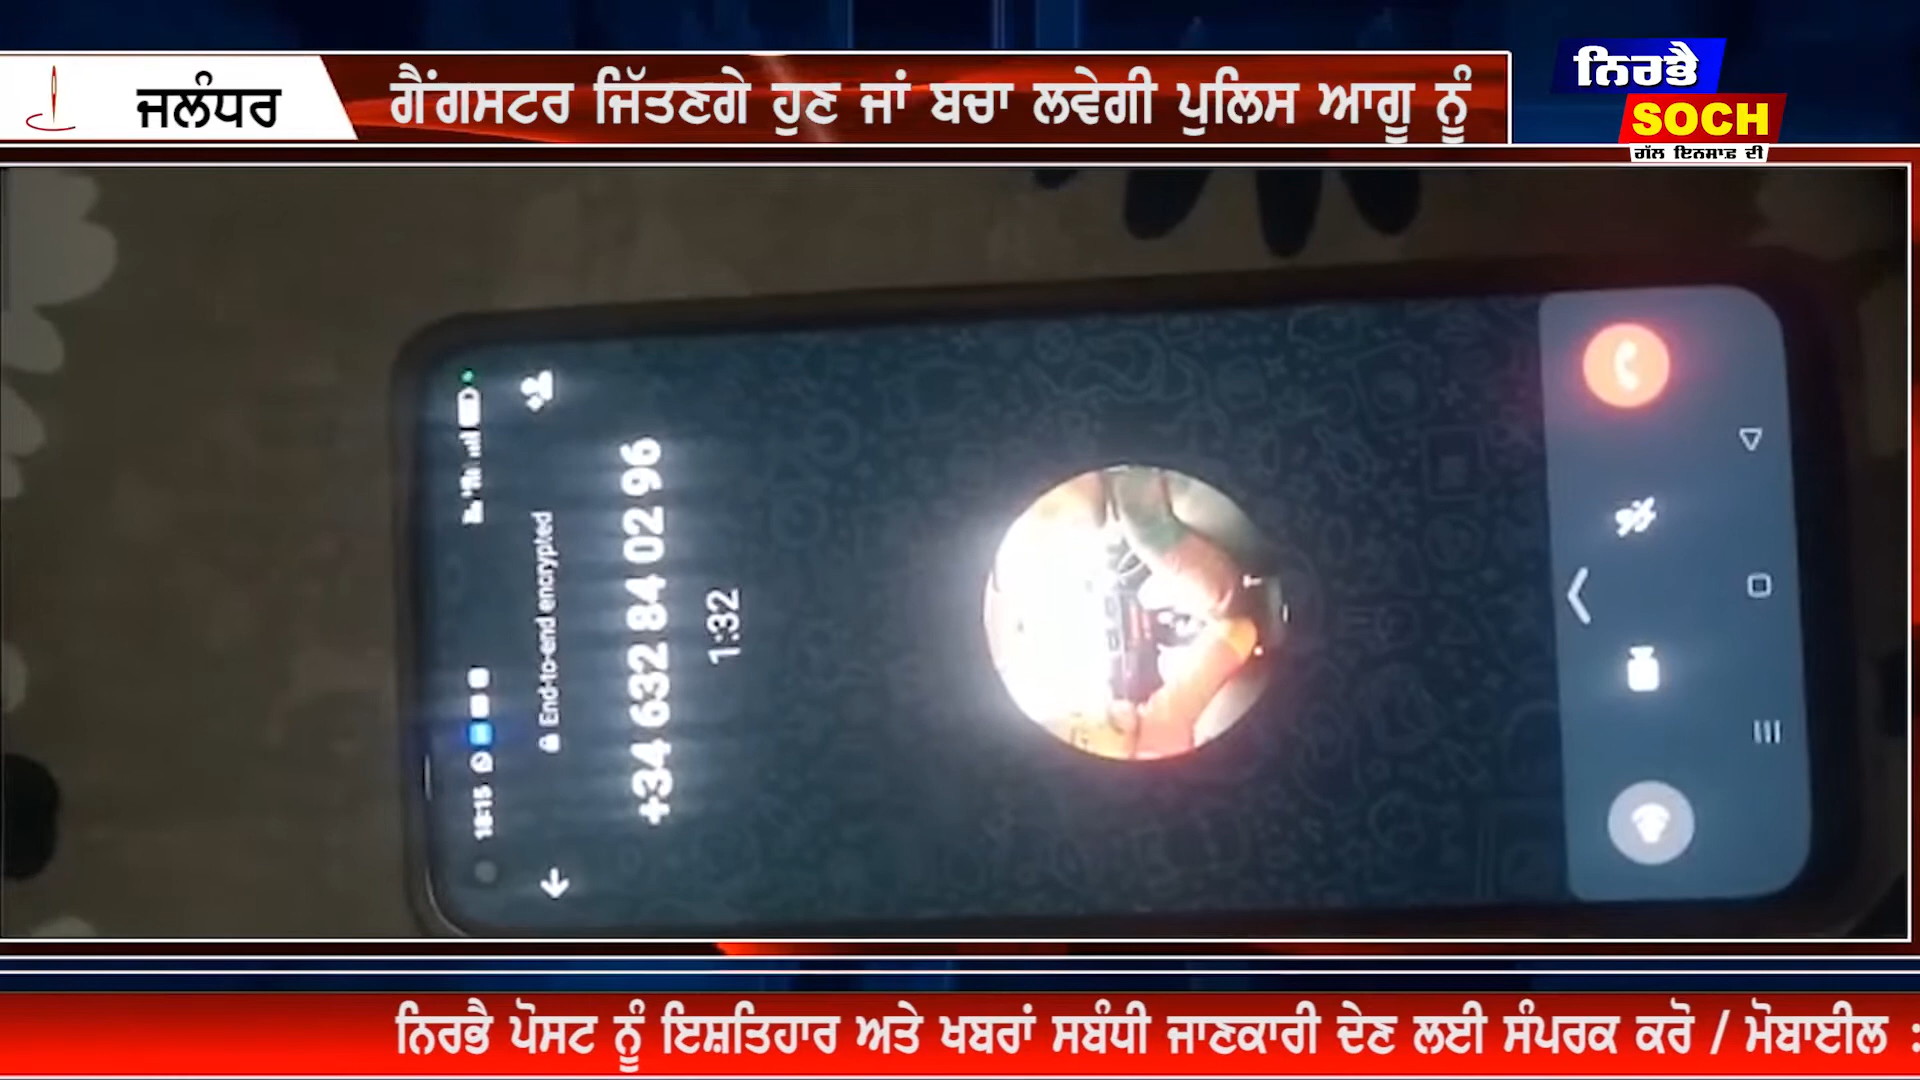 ਜਲੰਧਰ
ਗੈਂਗਸਟਰ ਜਿੱਤਣਗੇ ਹੁਣ ਜਾਂ ਬਚਾ ਲਵੇਗੀ ਪੁਲਿਸ ਆਗੂ ਨੂੰ
ਨਿਰਭੈ
SOCH
ਗੱਲ ਇਨਸਾਫ਼ ਦੀ
18:15
End-to-end encrypted
+34 632 84 02 96
1:32
ਨਿਰਭੈ ਪੋਸਟ ਨੂੰ ਇਸ਼ਤਿਹਾਰ ਅਤੇ ਖਬਰਾਂ ਸਬੰਧੀ ਜਾਣਕਾਰੀ ਦੇਣ ਲਈ ਸੰਪਰਕ ਕਰੋ / ਮੋਬਾਈਲ :